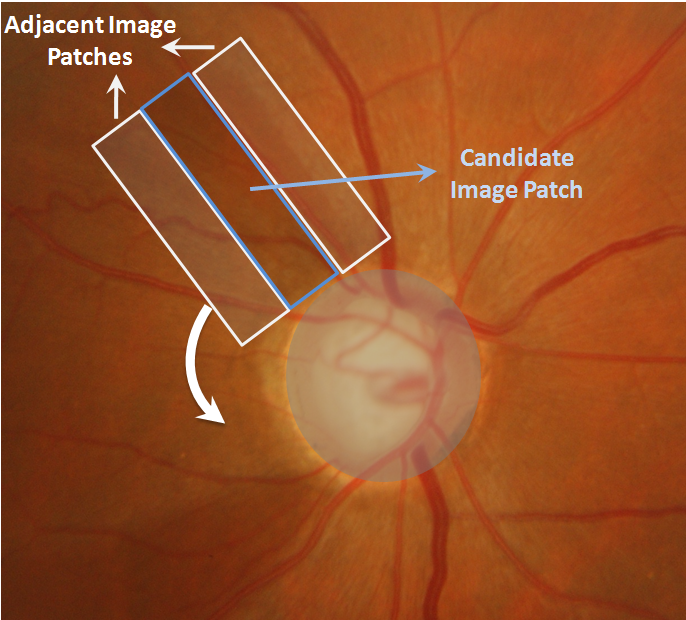 Adjacent Image
Patches
Candidate
Image Patch